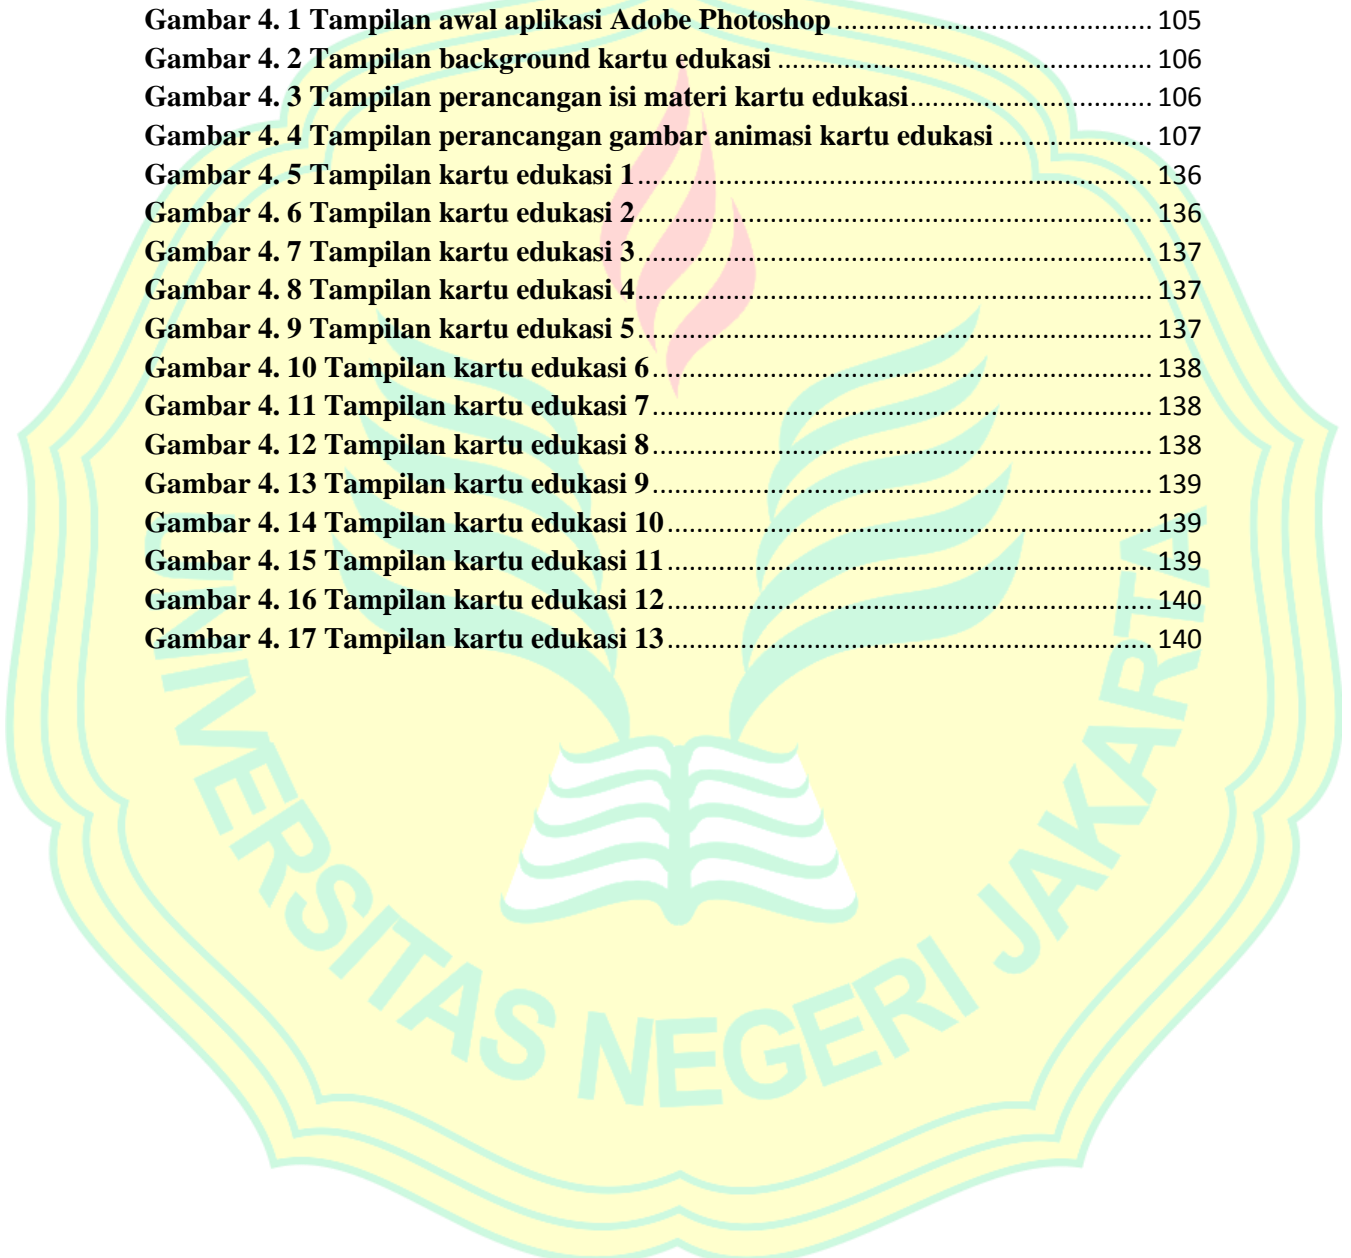 Gambar 4. 1 Tampilan awal aplikasi Adobe Photoshop ........................................... 105
Gambar 4. 2 Tampilan background kartu edukasi ................................................... 106
Gambar 4. 3 Tampilan perancangan isi materi kartu edukasi................................. 106
Gambar 4. 4 Tampilan perancangan gambar animasi kartu edukasi ..................... 107
Gambar 4. 5 Tampilan kartu edukasi 1...................................................................... 136
Gambar 4. 6 Tampilan kartu edukasi 2...................................................................... 136
Gambar 4. 7 Tampilan kartu edukasi 3...................................................................... 137
Gambar 4. 8 Tampilan kartu edukasi 4...................................................................... 137
Gambar 4. 9 Tampilan kartu edukasi 5...................................................................... 137
Gambar 4. 10 Tampilan kartu edukasi 6.................................................................... 138
Gambar 4. 11 Tampilan kartu edukasi 7.................................................................... 138
Gambar 4. 12 Tampilan kartu edukasi 8.................................................................... 138
Gambar 4. 13 Tampilan kartu edukasi 9.................................................................... 139
Gambar 4. 14 Tampilan kartu edukasi 10.................................................................. 139
Gambar 4. 15 Tampilan kartu edukasi 11.................................................................. 139
Gambar 4. 16 Tampilan kartu edukasi 12.................................................................. 140
Gambar 4. 17 Tampilan kartu edukasi 13.................................................................. 140
UNIVERSITAS NEGERI JAKARTA